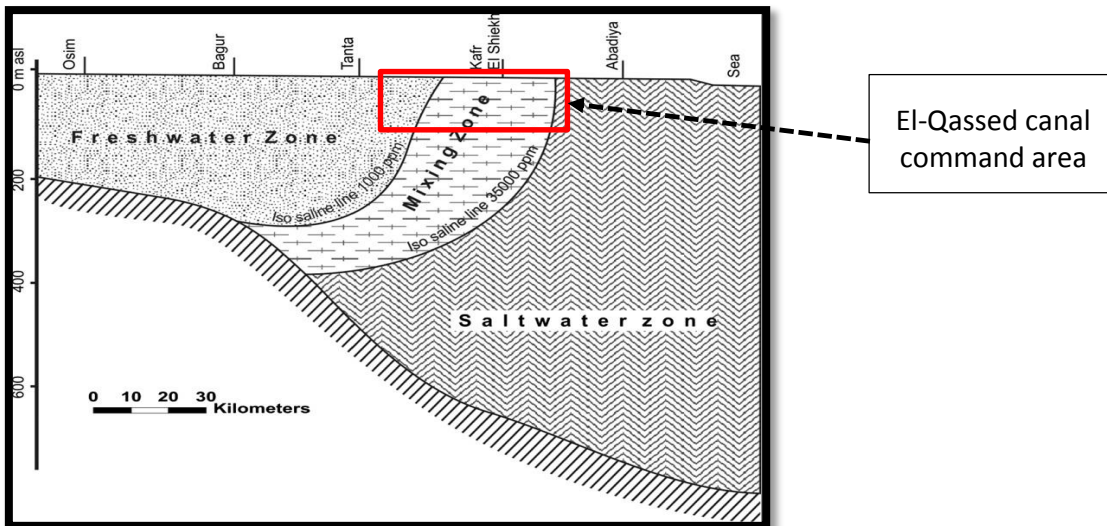 Osim
Bagur
Tanta
Kafr
El Shiekh
Abadiya
Sea
0 m asl
200
400
600
Freshwater Zone
Mixing Zone
Iso saline line 1000 ppm
Iso saline line 35000 ppm
Saltwater zone
0 10 20 30
Kilometers
El-Qassed canal
command area